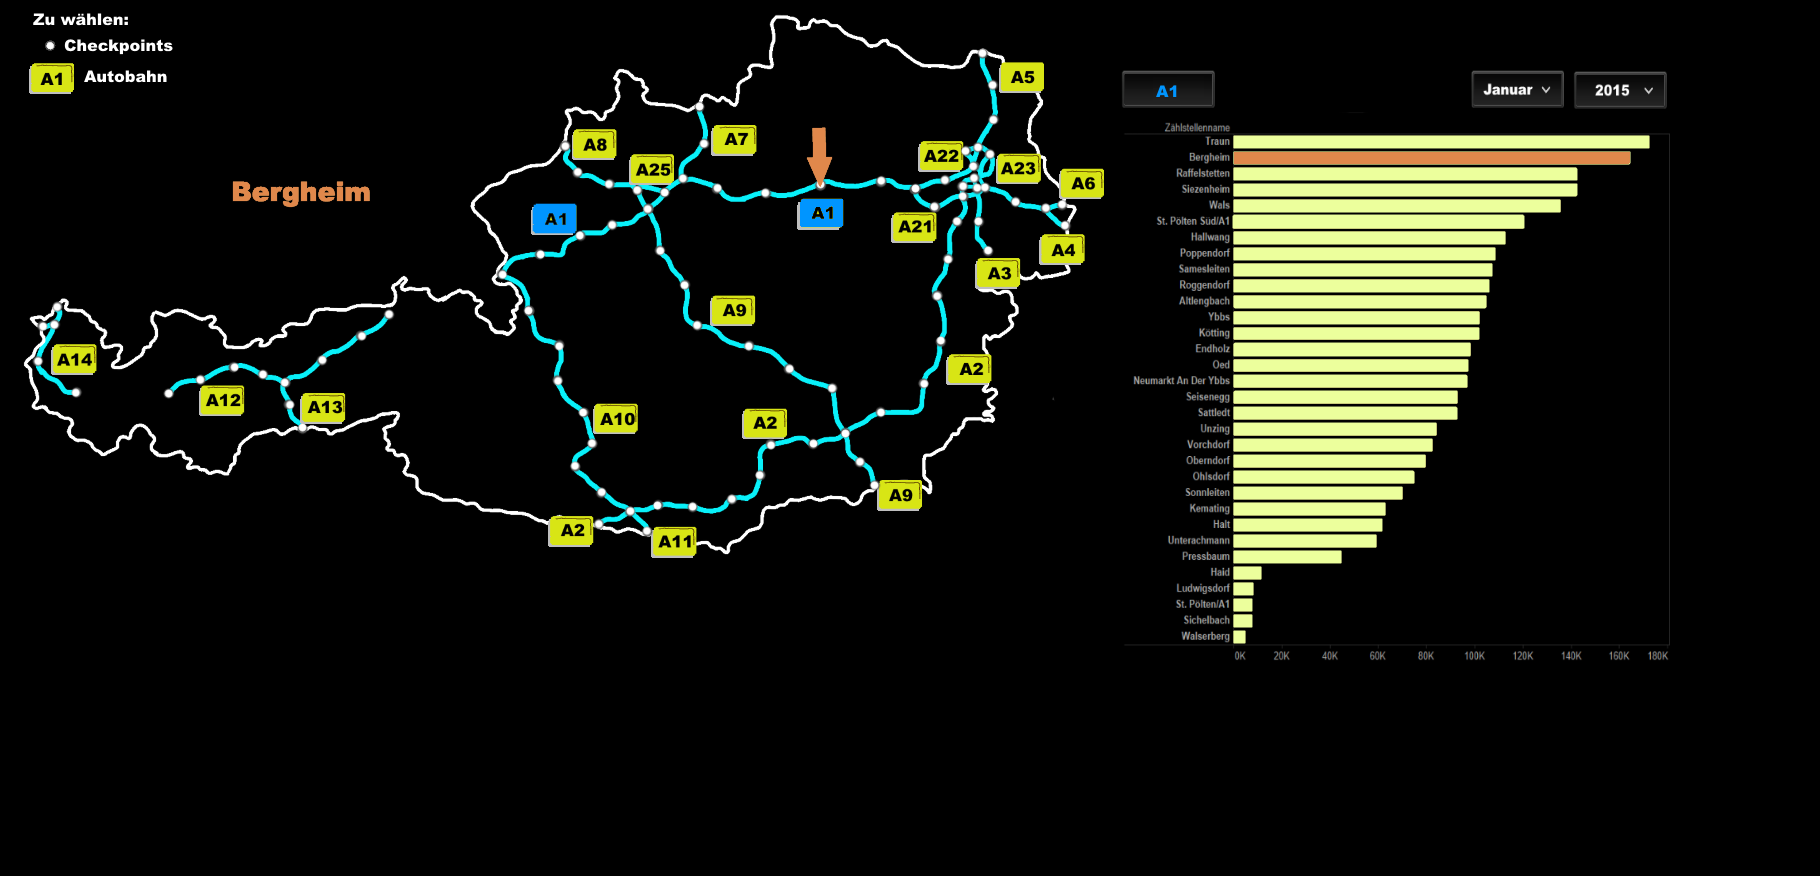 Zu wählen:
Checkpoints
A1 Autobahn
Bergheim
A8
A25
A7
A1
A1
A5
A22
A23
A6
A21
A4
A3
A9
A2
A14
A12
A13
A10
A2
A9
A2
A11
A1
Januar
2015
Zählstellenname
Traun
Bergheim
Raffelstetten
Siezenheim
Wals
St. Pölten Süd/A1
Hallwang
Poppendorf
Samesleiten
Roggendorf
Altlengbach
Ybbs
Kötting
Endholz
Oed
Neumarkt An Der Ybbs
Seisenegg
Sattledt
Unzing
Vorchdorf
Oberndorf
Ohlsdorf
Sonnleiten
Kemating
Halt
Unterachmann
Pressbaum
Haid
Ludwigsdorf
St. Pölten/A1
Sichelbach
Walserberg
0K 20K 40K 60K 80K 100K 120K 140K 160K 180K